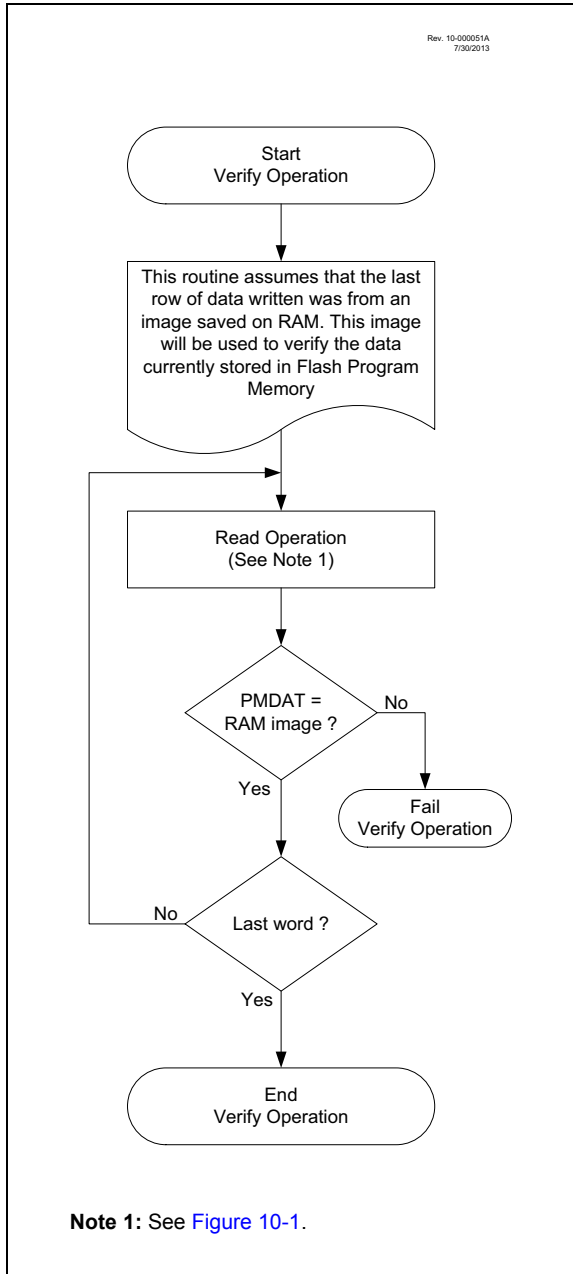 Rev. 10-000051A
7/30/2013
Start
Verify Operation
This routine assumes that the last
row of data written was from an
image saved on RAM. This image
will be used to verify the data
currently stored in Flash Program
Memory
Read Operation
(See Note 1)
PMDAT =
RAM image ?
No
Yes
Fail
Verify Operation
No
Last word ?
Yes
End
Verify Operation
Note 1: See Figure 10-1.